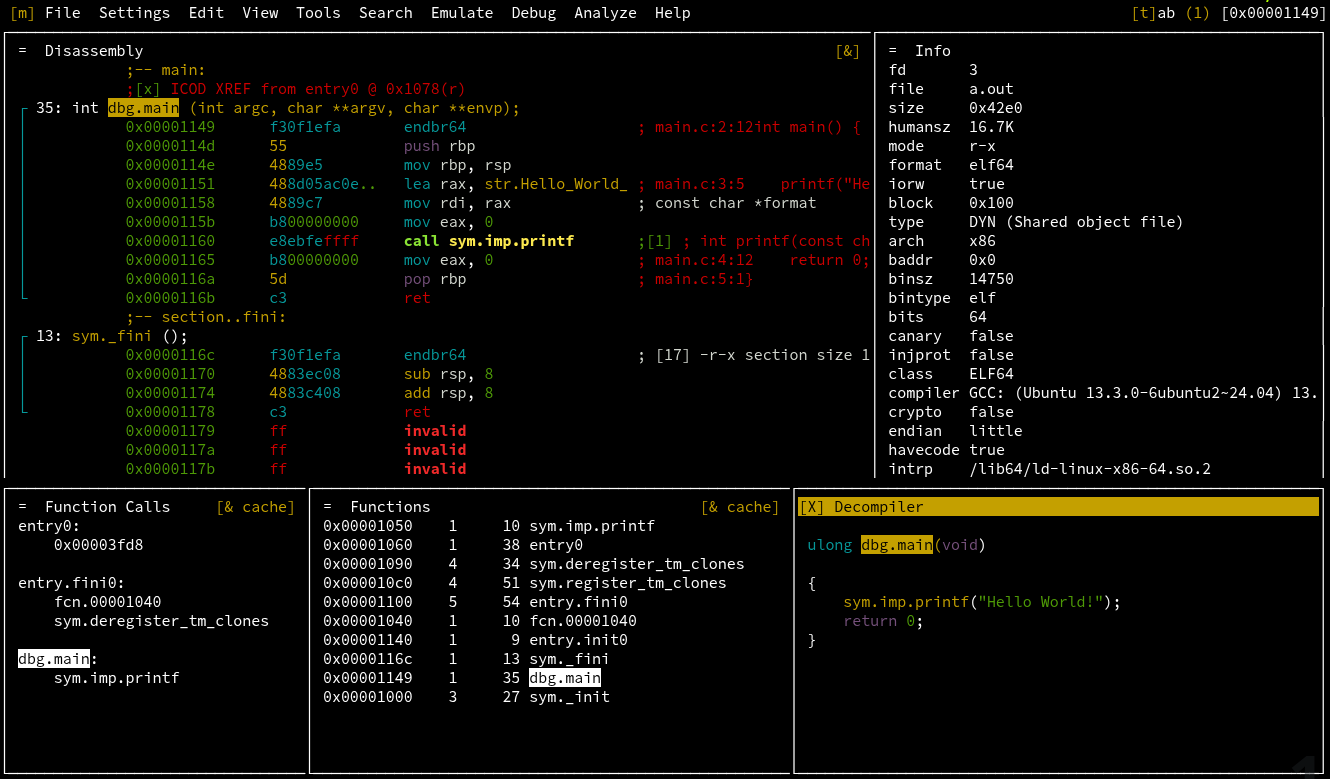 [m] File Settings Edit View Tools Search Emulate Debug Analyze Help [t]ab (1) [0x00001149]
= Disassembly [&]
;-- main:
;[x] ICOD XREF from entry0 @ 0x1078(r)
35: int dbg.main (int argc, char **argv, char **envp);
0x00001149 f30f1efa endbr64 ; main.c:2:12int main() {
0x0000114d 55 push rbp
0x0000114e 4889e5 mov rbp, rsp
0x00001151 488d05ac0e.. lea rax, str.Hello_World_ ; main.c:3:5 printf("He
0x00001158 4889c7 mov rdi, rax ; const char *format
0x0000115b b800000000 mov eax, 0
0x00001160 e8ebfeffff call sym.imp.printf ;[1] ; int printf(const ch
0x00001165 b800000000 mov eax, 0 ; main.c:4:12 return 0;
0x0000116a 5d pop rbp ; main.c:5:1}
0x0000116b c3 ret
;-- section..fini:
13: sym._fini ();
0x0000116c f30f1efa endbr64 ; [17] -r-x section size 1
0x00001170 4883ec08 sub rsp, 8
0x00001174 4883c408 add rsp, 8
0x00001178 c3 ret
0x00001179 ff invalid
0x0000117a ff invalid
0x0000117b ff invalid
= Info
fd 3
file a.out
size 0x42e0
humansz 16.7K
mode r-x
format elf64
iorw true
block 0x100
type DYN (Shared object file)
arch x86
baddr 0x0
binsz 14750
bintype elf
bits 64
canary false
injprot false
class ELF64
compiler GCC: (Ubuntu 13.3.0-6ubuntu2~24.04) 13.
crypto false
endian little
havecode true
intrp /lib64/ld-linux-x86-64.so.2
= Function Calls [& cache]
entry0:
0x00003fd8
entry.fini0:
fcn.00001040
sym.deregister_tm_clones
dbg.main:
sym.imp.printf
= Functions [& cache]
0x00001050 1 10 sym.imp.printf
0x00001060 1 38 entry0
0x00001090 4 34 sym.deregister_tm_clones
0x000010c0 4 51 sym.register_tm_clones
0x00001100 5 54 entry.fini0
0x00001040 1 10 fcn.00001040
0x00001140 1 9 entry.init0
0x0000116c 1 13 sym._fini
0x00001149 1 35 dbg.main
0x00001000 3 27 sym._init
[X] Decompiler
ulong dbg.main(void)
{
sym.imp.printf("Hello World!");
return 0;
}